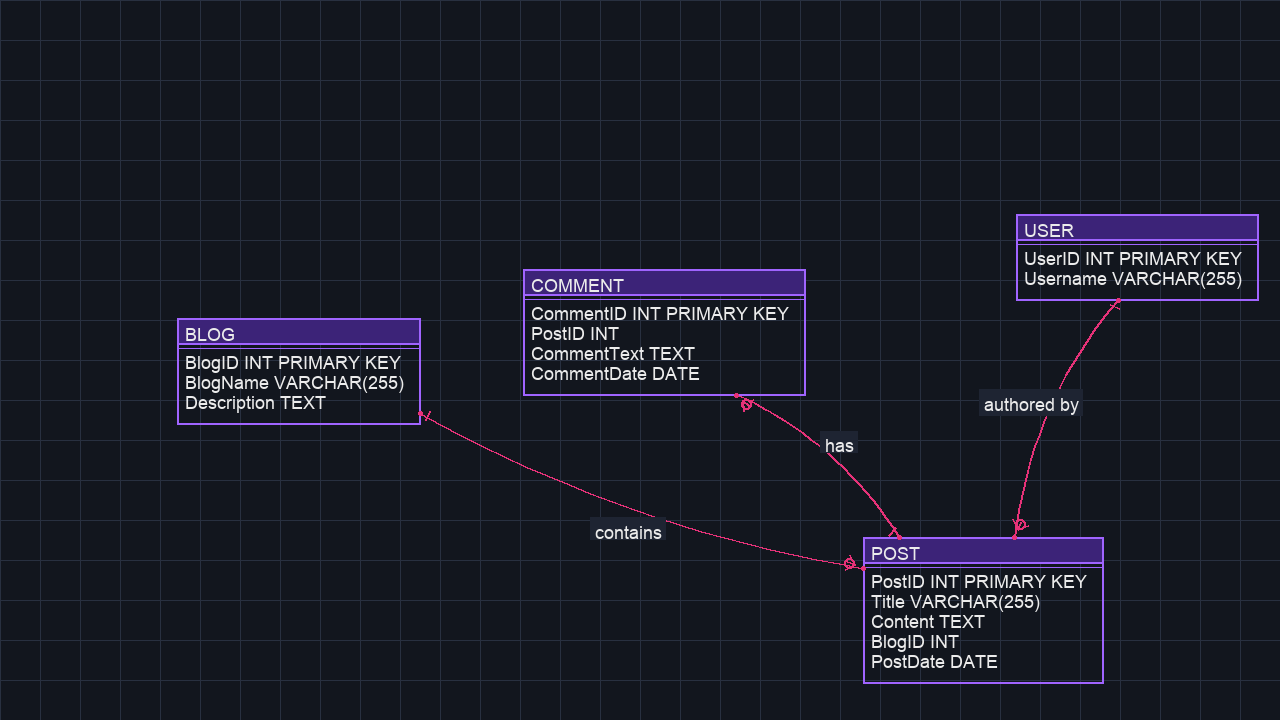 BLOG
BlogID INT PRIMARY KEY
BlogName VARCHAR(255)
Description TEXT
COMMENT
CommentID INT PRIMARY KEY
PostID INT
CommentText TEXT
CommentDate DATE
USER
UserID INT PRIMARY KEY
Username VARCHAR(255)
authored by
has
contains
POST
PostID INT PRIMARY KEY
Title VARCHAR(255)
Content TEXT
BlogID INT
PostDate DATE